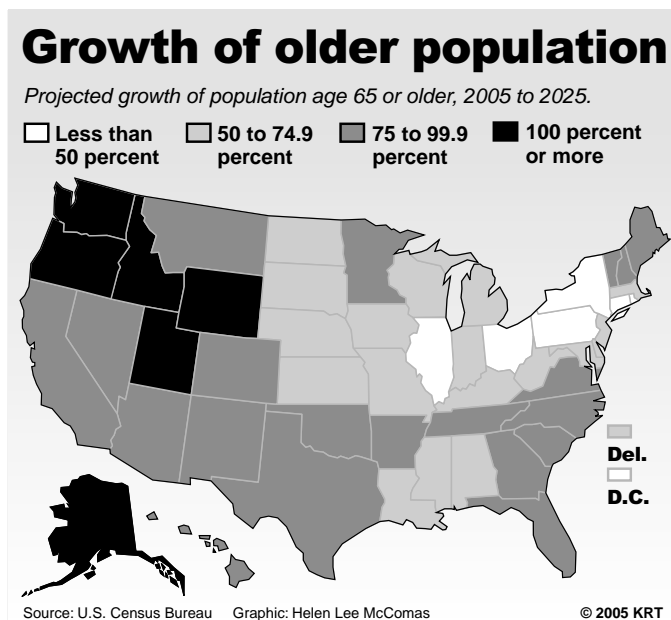 Growth of older population
Projected growth of population age 65 or older, 2005 to 2025.
Less than
50 percent
50 to 74.9
percent
75 to 99.9
percent
100 percent
or more
Del.
D.C.
Source: U.S. Census Bureau Graphic: Helen Lee McComas © 2005 KRT